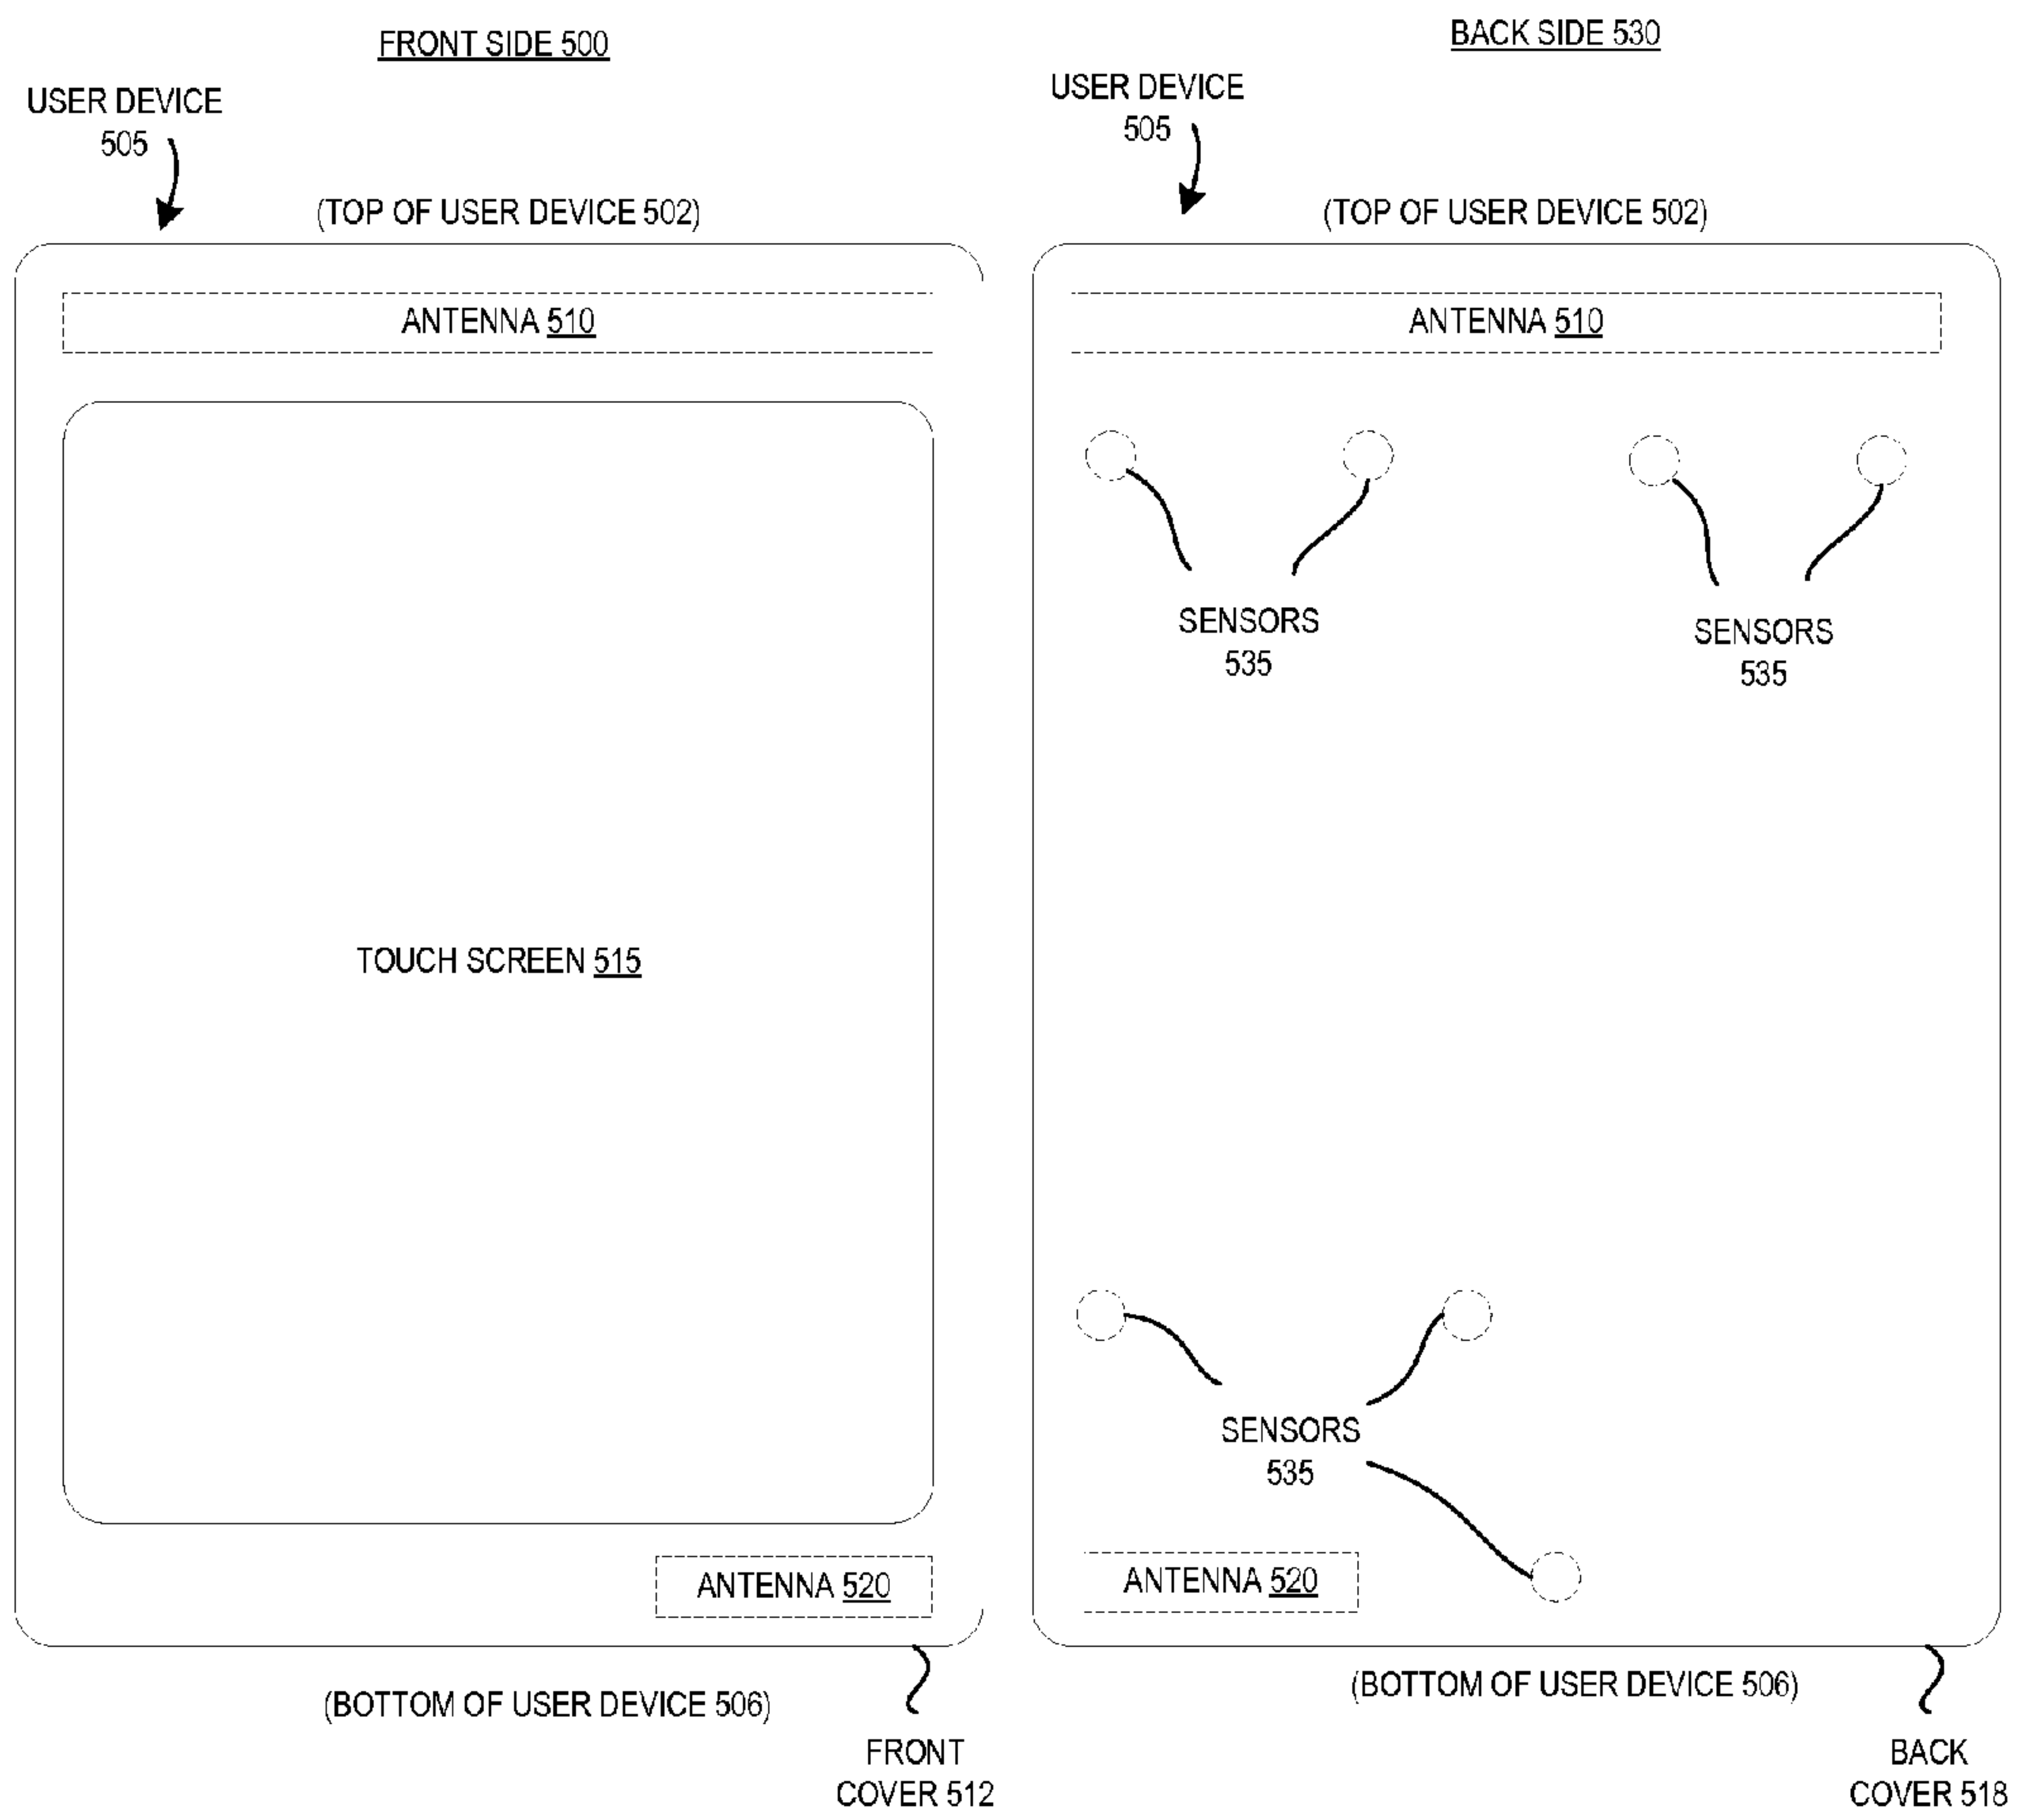 FRONT SIDE 500
USER DEVICE
505
(TOP OF USER DEVICE 502)
ANTENNA 510
TOUCH SCREEN 515
ANTENNA 520
(BOTTOM OF USER DEVICE 506)
FRONT
COVER 512
BACK SIDE 530
USER DEVICE
505
(TOP OF USER DEVICE 502)
ANTENNA 510
SENSORS
535
SENSORS
535
SENSORS
535
ANTENNA 520
(BOTTOM OF USER DEVICE 506)
BACK
COVER 518